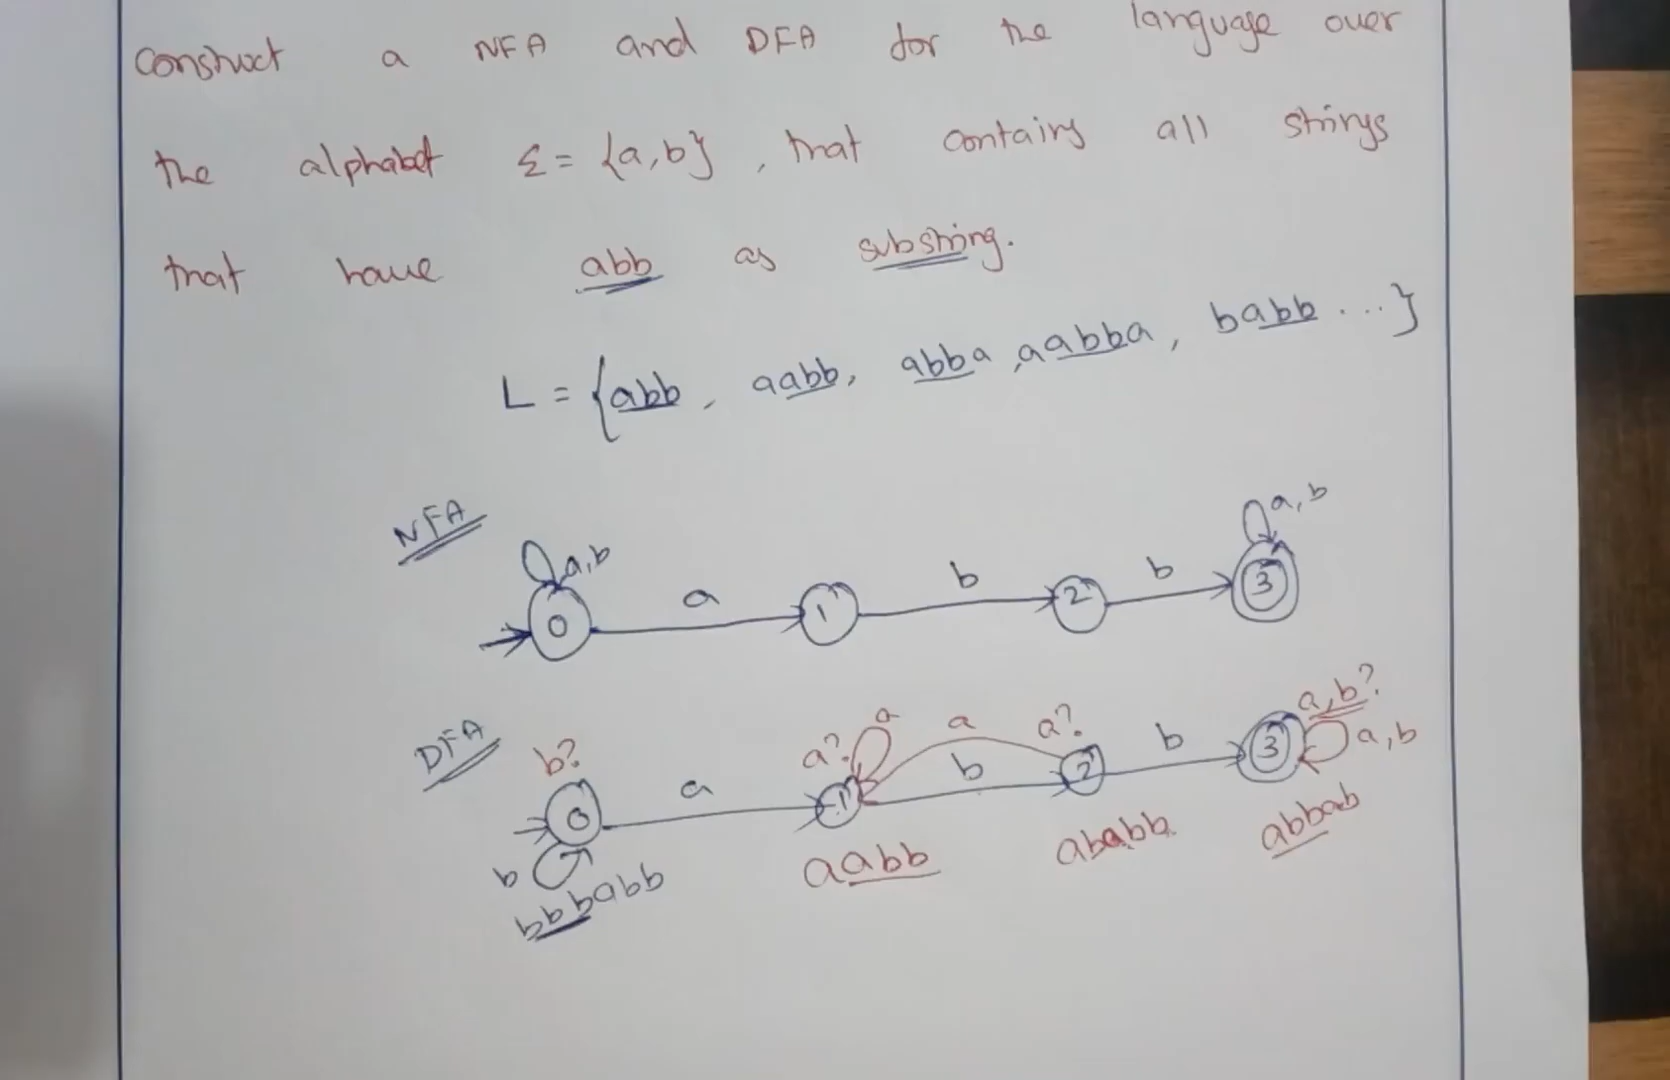 construct a NFA and DFA for the language over
the alphabet Σ = {a,b} , that contains all strings
that have abb as substring.
L = {abb , aabb, abba ,aabba , babb ...}
NFA
a,b a,b
a b b
0 1 2 3
DFA
a,b?
b? a? a a a? b a,b
a b
0 1 2 3
b
bbbabb aabb ababb abbab